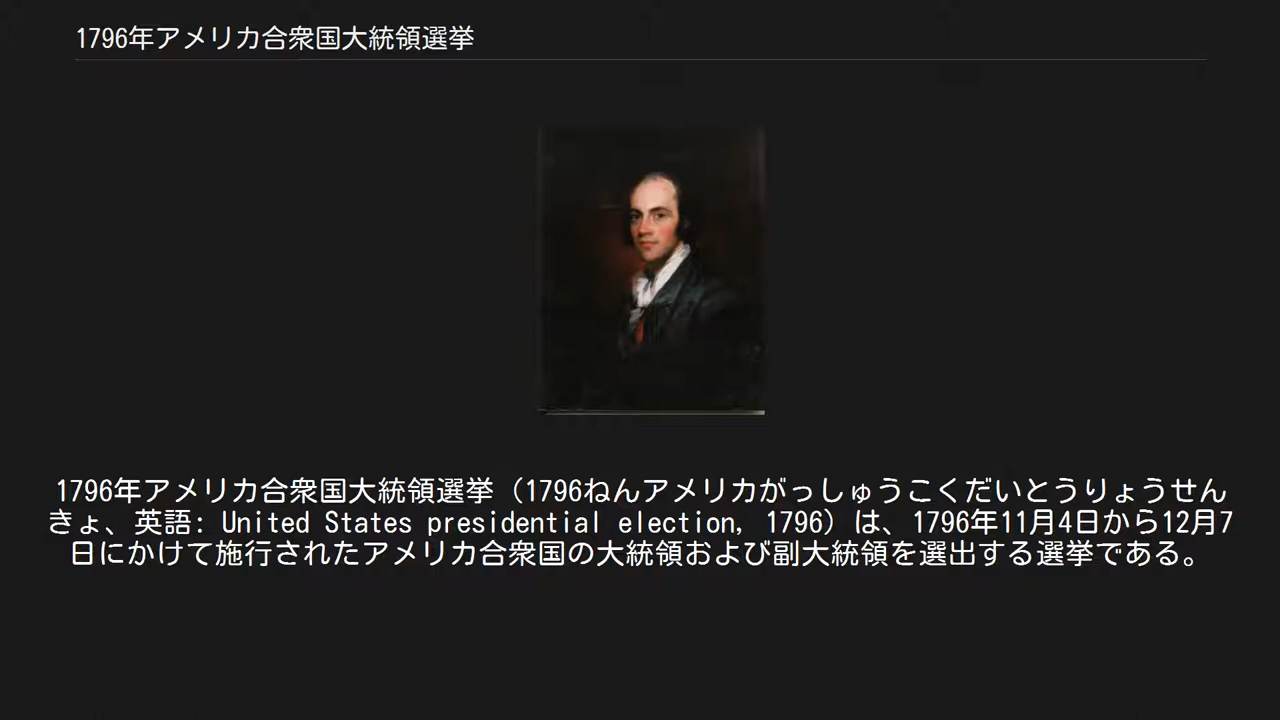 1796年アメリカ合衆国大統領選挙
1796年アメリカ合衆国大統領選挙（1796ねんアメリカがっしゅうこくだいとうりょうせん
きょ、英語: United States presidential election, 1796）は、1796年11月4日から12月7
日にかけて施行されたアメリカ合衆国の大統領および副大統領を選出する選挙である。